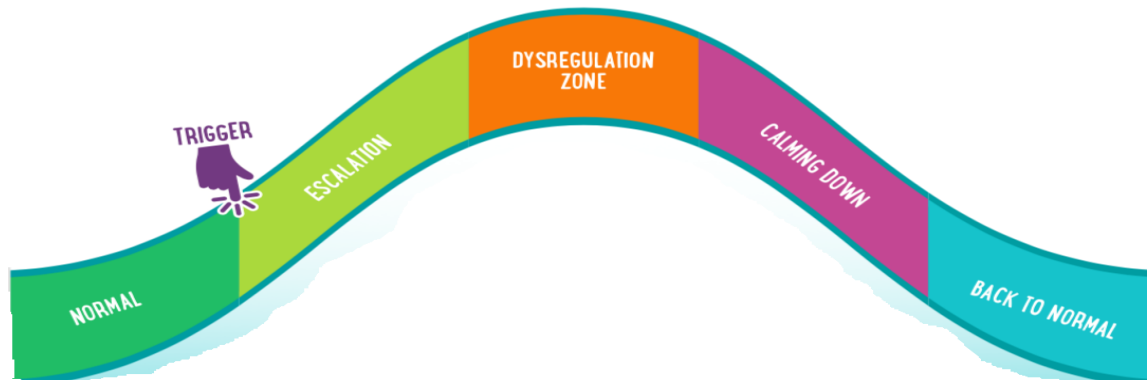 NORMAL
TRIGGER
ESCALATION
DYSREGULATION
ZONE
CALMING DOWN
BACK TO NORMAL